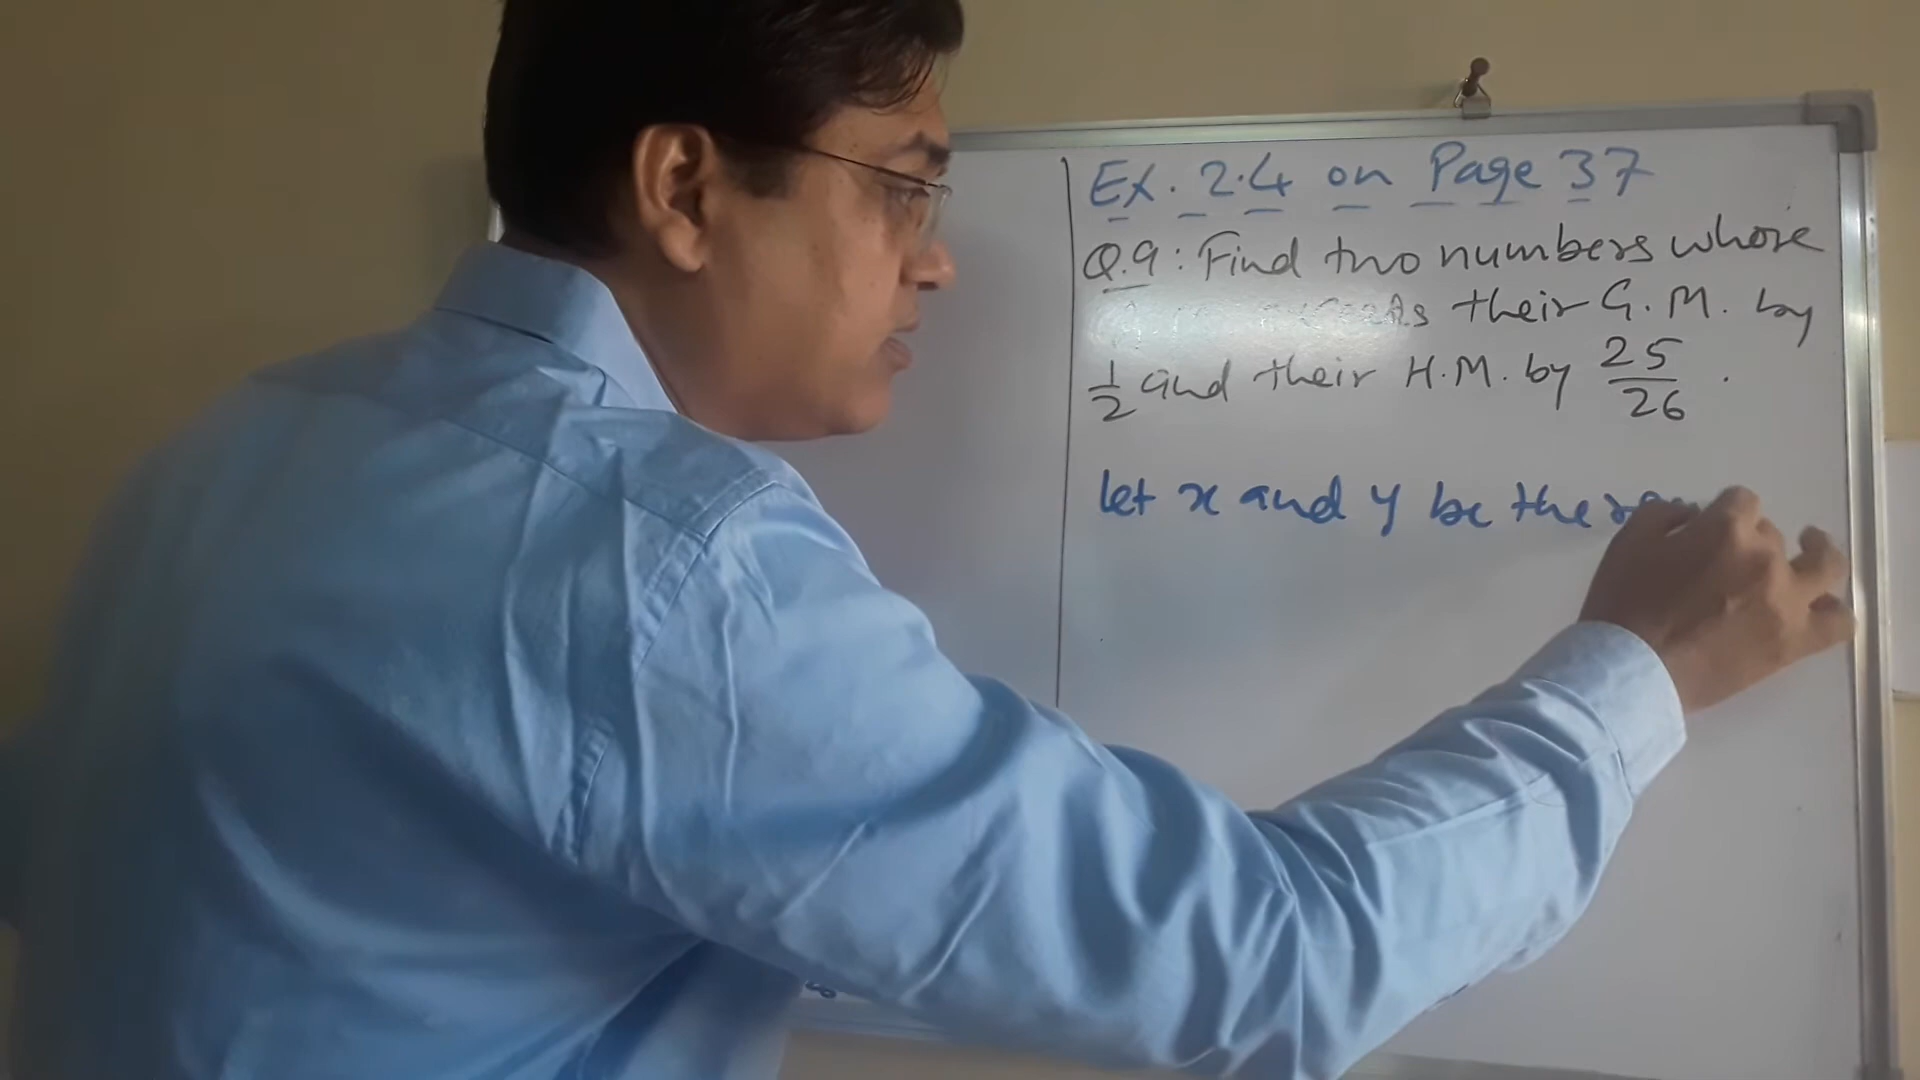 Ex. 2.4 on Page 37
Q.9: Find two numbers whose
their G.M. by
1/2 and their H.M. by 25/26.
let x and y be the